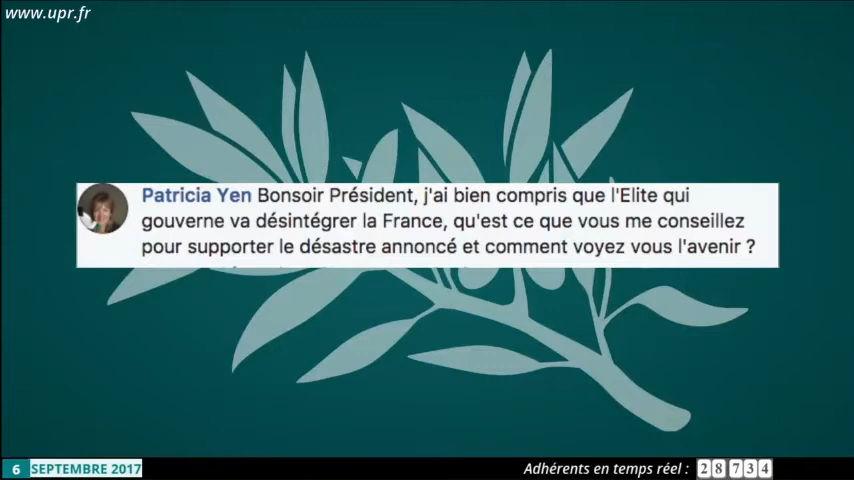 www.upr.fr
Patricia Yen Bonsoir Président, j'ai bien compris que l'Elite qui
gouverne va désintégrer la France, qu'est ce que vous me conseillez
pour supporter le désastre annoncé et comment voyez vous l'avenir ?
6 SEPTEMBRE 2017
Adhérents en temps réel : 28734